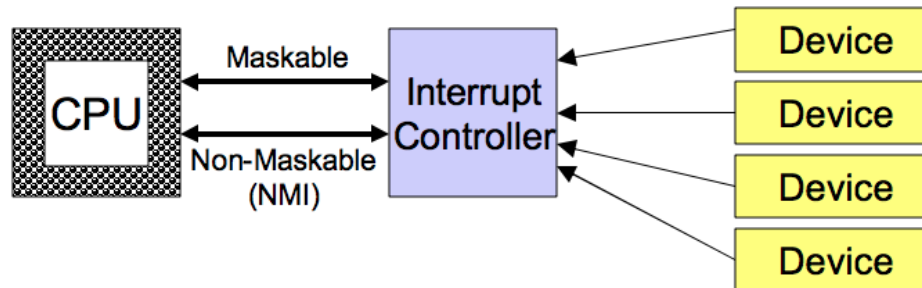 CPU
Maskable
Non-Maskable
(NMI)
Interrupt
Controller
Device
Device
Device
Device